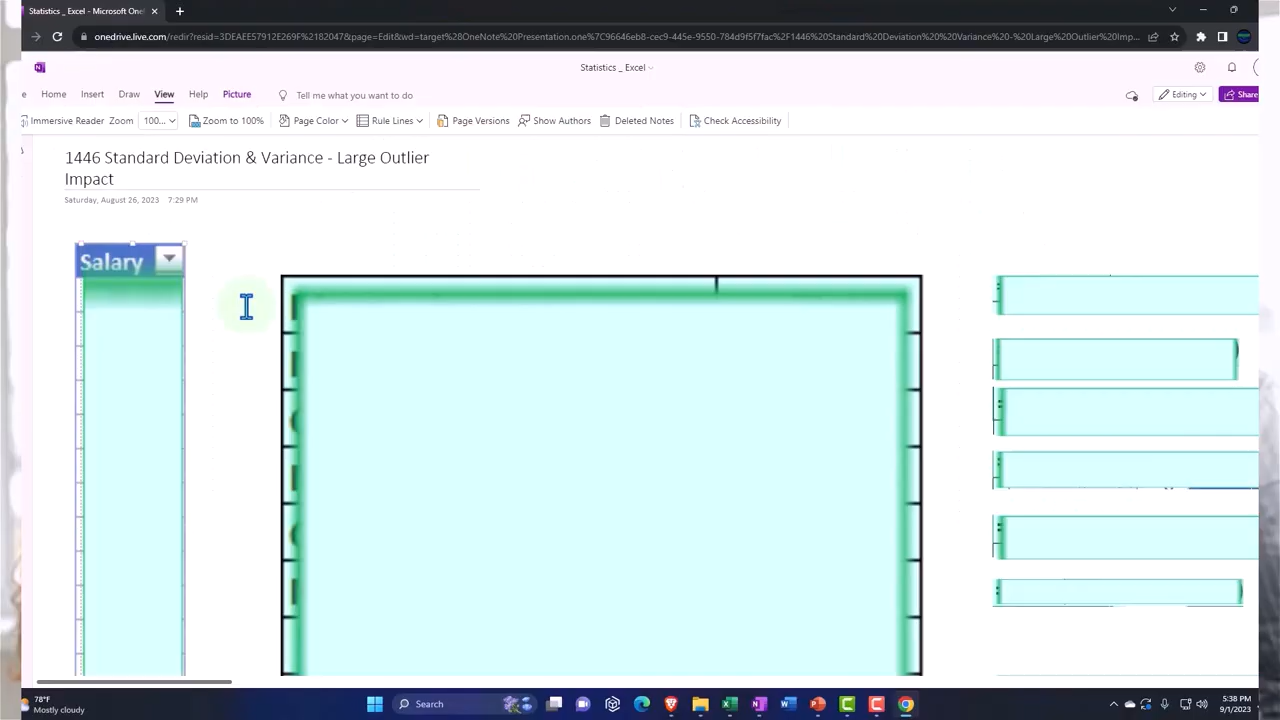 Statistics _ Excel - Microsoft One
onedrive.live.com/redir?resid=3DEAEE57912E269F%2182047&page=Edit&wd=target%28OneNote%20Presentation.one%7C96646eb8-cec9-445e-9550-784d9f5f7fac%2F1446%20Standard%20Deviation%20%20Variance%20-%20Large%20Outlier%20Imp...
Statistics _ Excel
Home Insert Draw View Help Picture Tell me what you want to do Editing Share
Immersive Reader Zoom 100... Zoom to 100% Page Color Rule Lines Page Versions Show Authors Deleted Notes Check Accessibility
1446 Standard Deviation & Variance - Large Outlier
Impact
Saturday, August 26, 2023 7:29 PM
Salary
78°F
Mostly cloudy
Search
5:38 PM
9/1/2023